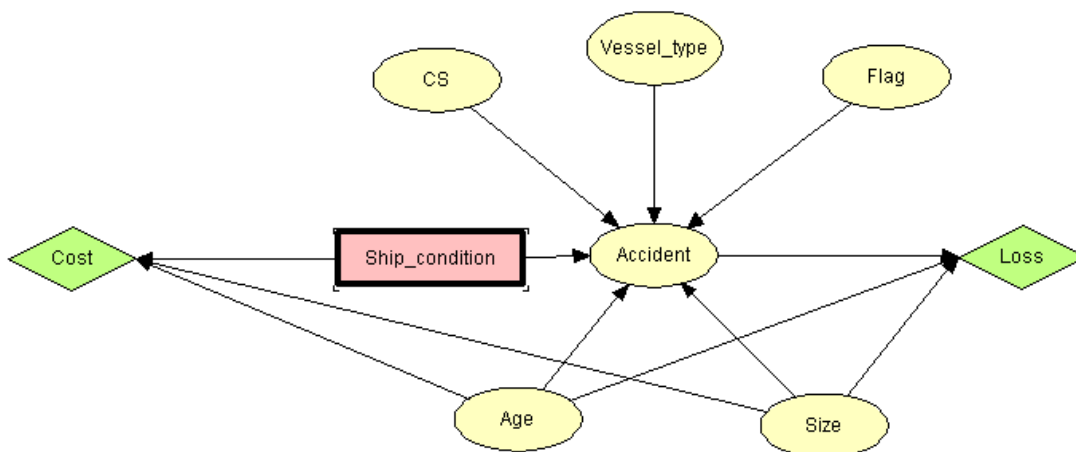 Vessel_type
CS
Flag
Cost
Ship_condition
Accident
Loss
Age
Size